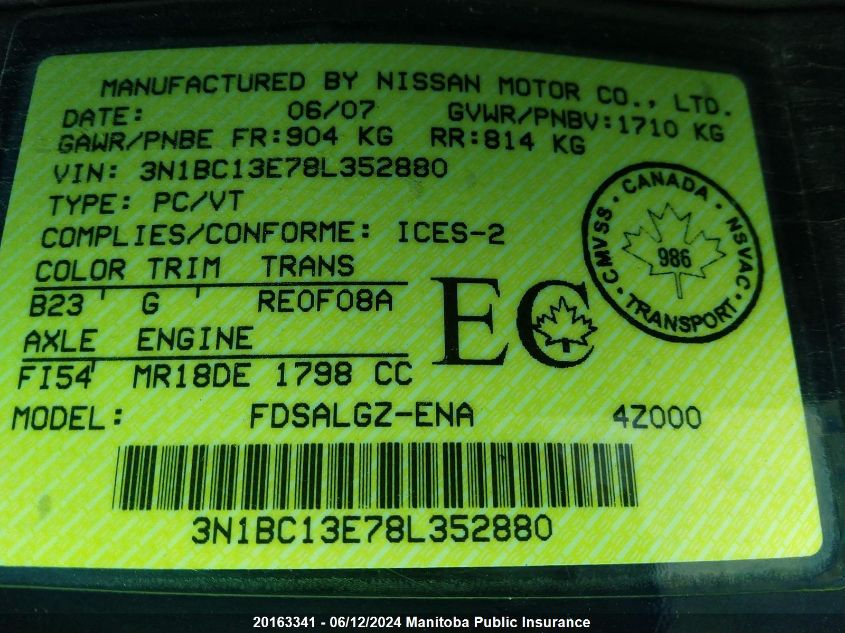 MANUFACTURED BY NISSAN MOTOR CO., LTD.
DATE: 06/07 GVWR/PNBV:1710 KG
GAWR/PNBE FR:904 KG RR:814 KG
VIN: 3N1BC13E78L352880
TYPE: PC/VT
COMPLIES/CONFORME: ICES-2
COLOR TRIM TRANS
B23 G RE0F08A
AXLE ENGINE
FI54 MR18DE 1798 CC
MODEL: FDSALGZ-ENA 4Z000
EC
CANADA · NSVAC · TRANSPORT · CMVSS ·
986
3N1BC13E78L352880
20163341 - 06/12/2024 Manitoba Public Insurance